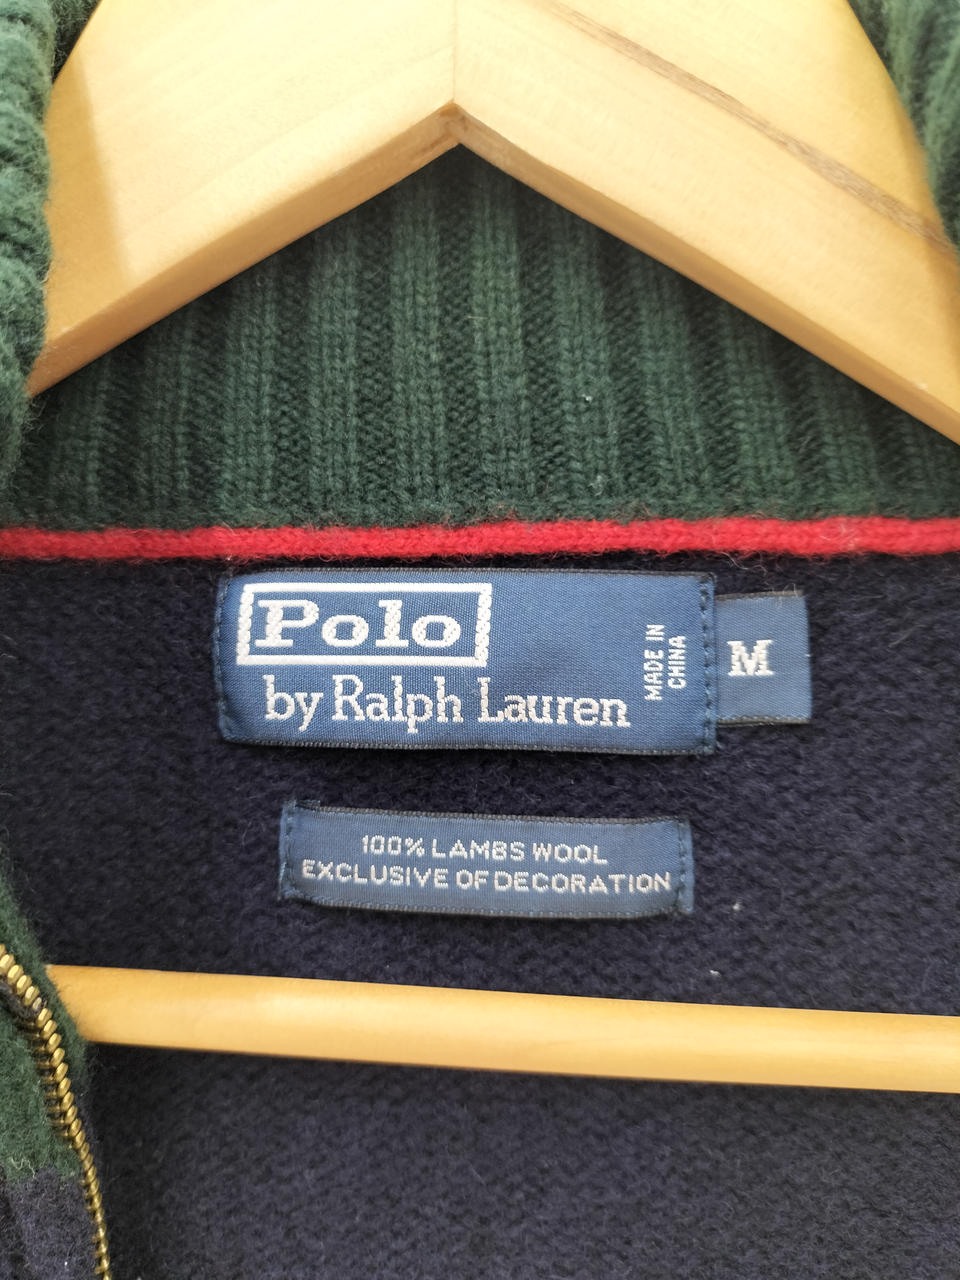 Polo
by Ralph Lauren
MADE IN
CHINA
M
100% LAMBS WOOL
EXCLUSIVE OF DECORATION